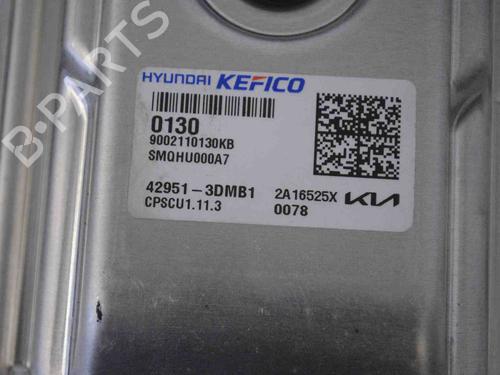 B-PARTS
HYUNDAI KEFICO
0130
9002110130KB
SMQHU000A7
42951-3DMB1 2A16525X KIA
CPSCU1.11.3 0078